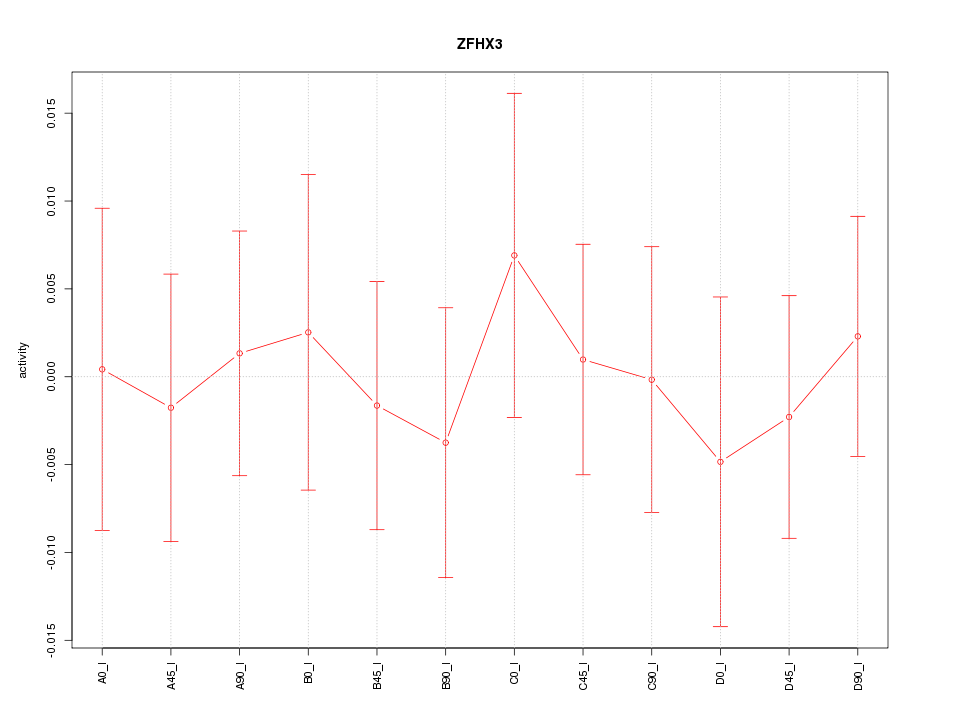 ZFHX3
activity
0.015
0.010
0.005
0.000
-0.005
-0.010
-0.015
A0_I
A45_I
A90_I
B0_I
B45_I
B90_I
C0_I
C45_I
C90_I
D0_I
D45_I
D90_I